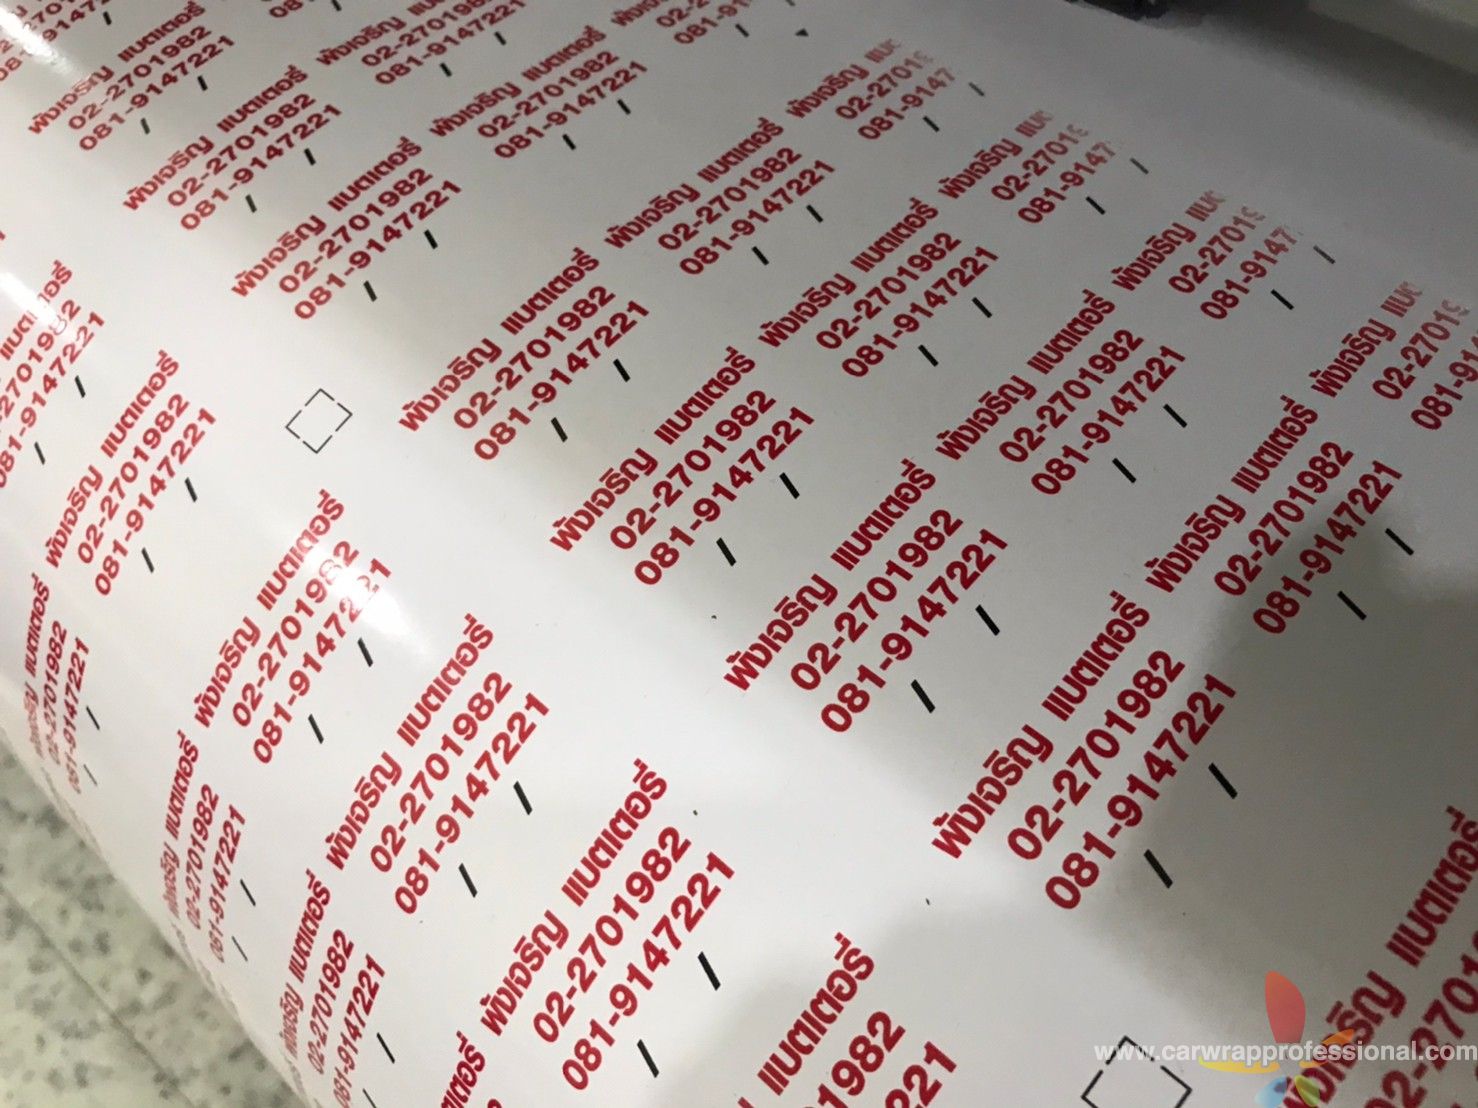 พั้งเจริญ แบตเตอรี่
02-2701982
081-9147221
www.carwrapprofessional.com